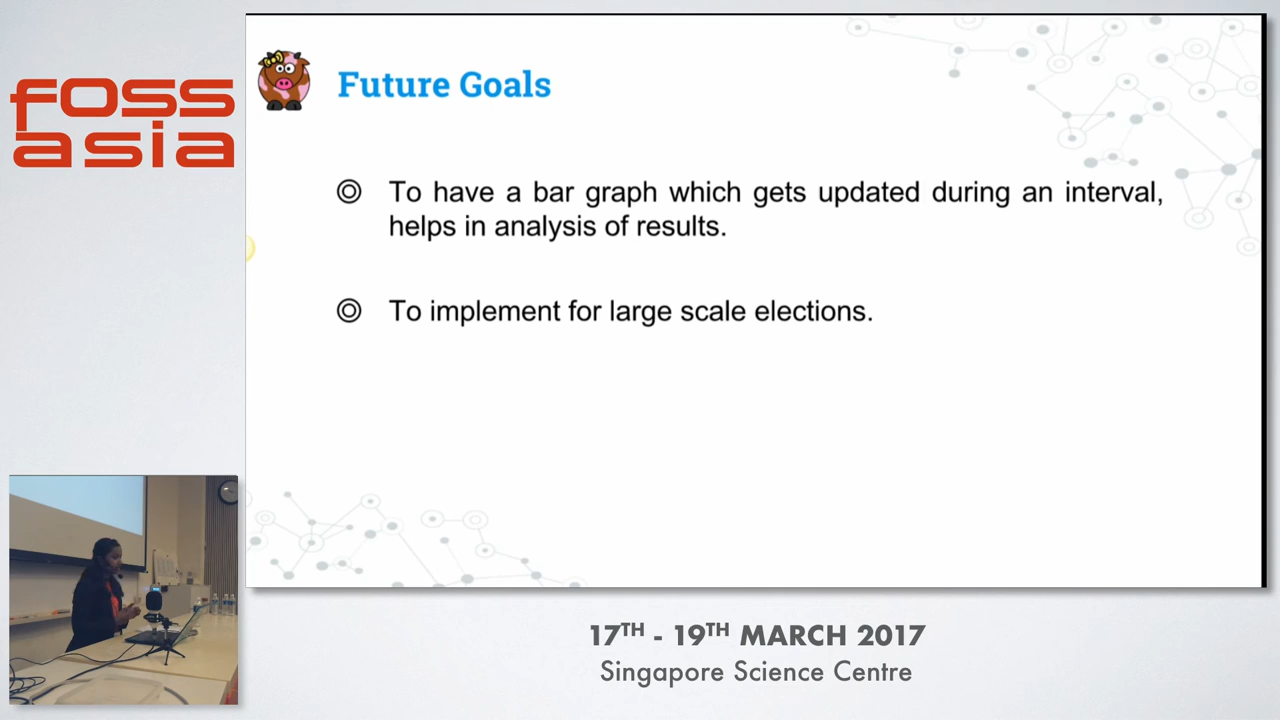 foss
asia
Future Goals
To have a bar graph which gets updated during an interval,
helps in analysis of results.
To implement for large scale elections.
17TH - 19TH MARCH 2017
Singapore Science Centre